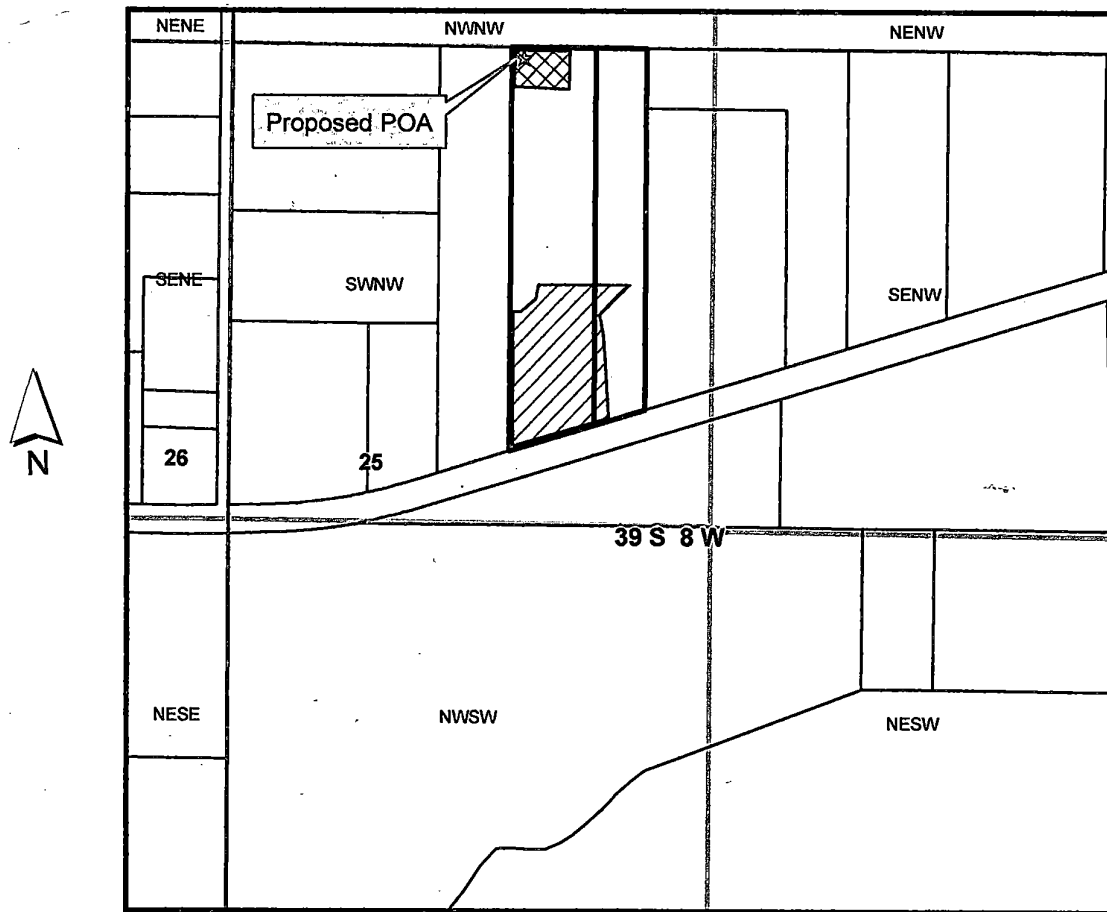 NENE NWNW NENW
Proposed POA
SENE SWNW SENW
N
26 25
39 S 8 W
NESE NWSW NESW